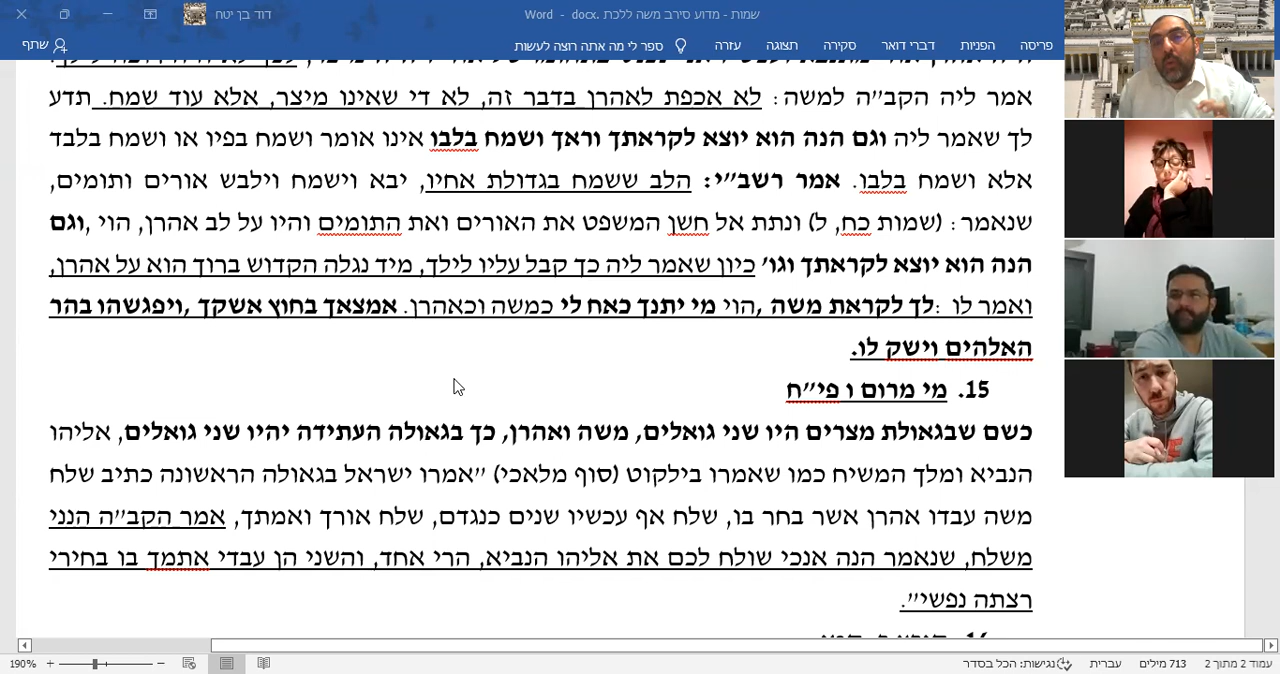 שמות - מדוע סירב משה ללכת .docx - Word
דוד בן יטח
פריסה הפניות דברי דואר סקירה תצוגה עזרה ספר לי מה אתה רוצה לעשות
שתף
אמר ליה הקב״ה למשה: לא אכפת לאהרן בדבר זה, לא די שאינו מיצר, אלא עוד שמח. תדע
לך שאמר ליה וגם הנה הוא יוצא לקראתך וראך ושמח בלבו אינו אומר ושמח בפיו או ושמח בלבד
אלא ושמח בלבו. אמר רשב״י: הלב ששמח בגדולת אחיו, יבא וישמח וילבש אורים ותומים,
שנאמר: (שמות כח, ל) ונתת אל חשן המשפט את האורים ואת התומים והיו על לב אהרן, הוי ,וגם
הנה הוא יוצא לקראתך וגו׳ כיון שאמר ליה כך קבל עליו לילך, מיד נגלה הקדוש ברוך הוא על אהרן,
ואמר לו :לך לקראת משה ,הוי מי יתנך כאח לי כמשה וכאהרן. אמצאך בחוץ אשקך ,ויפגשהו בהר
האלהים וישק לו.
15. מי מרום ו פי״ח
כשם שבגאולת מצרים היו שני גואלים, משה ואהרן, כך בגאולה העתידה יהיו שני גואלים, אליהו
הנביא ומלך המשיח כמו שאמרו בילקוט (סוף מלאכי) ״אמרו ישראל בגאולה הראשונה כתיב שלח
משה עבדו אהרן אשר בחר בו, שלח אף עכשיו שנים כנגדם, שלח אורך ואמתך, אמר הקב״ה הנני
משלח, שנאמר הנה אנכי שולח לכם את אליהו הנביא, הרי אחד, והשני הן עבדי אתמך בו בחירי
רצתה נפשי״.
עמוד 2 מתוך 2 713 מילים עברית נגישות: הכל בסדר
190%